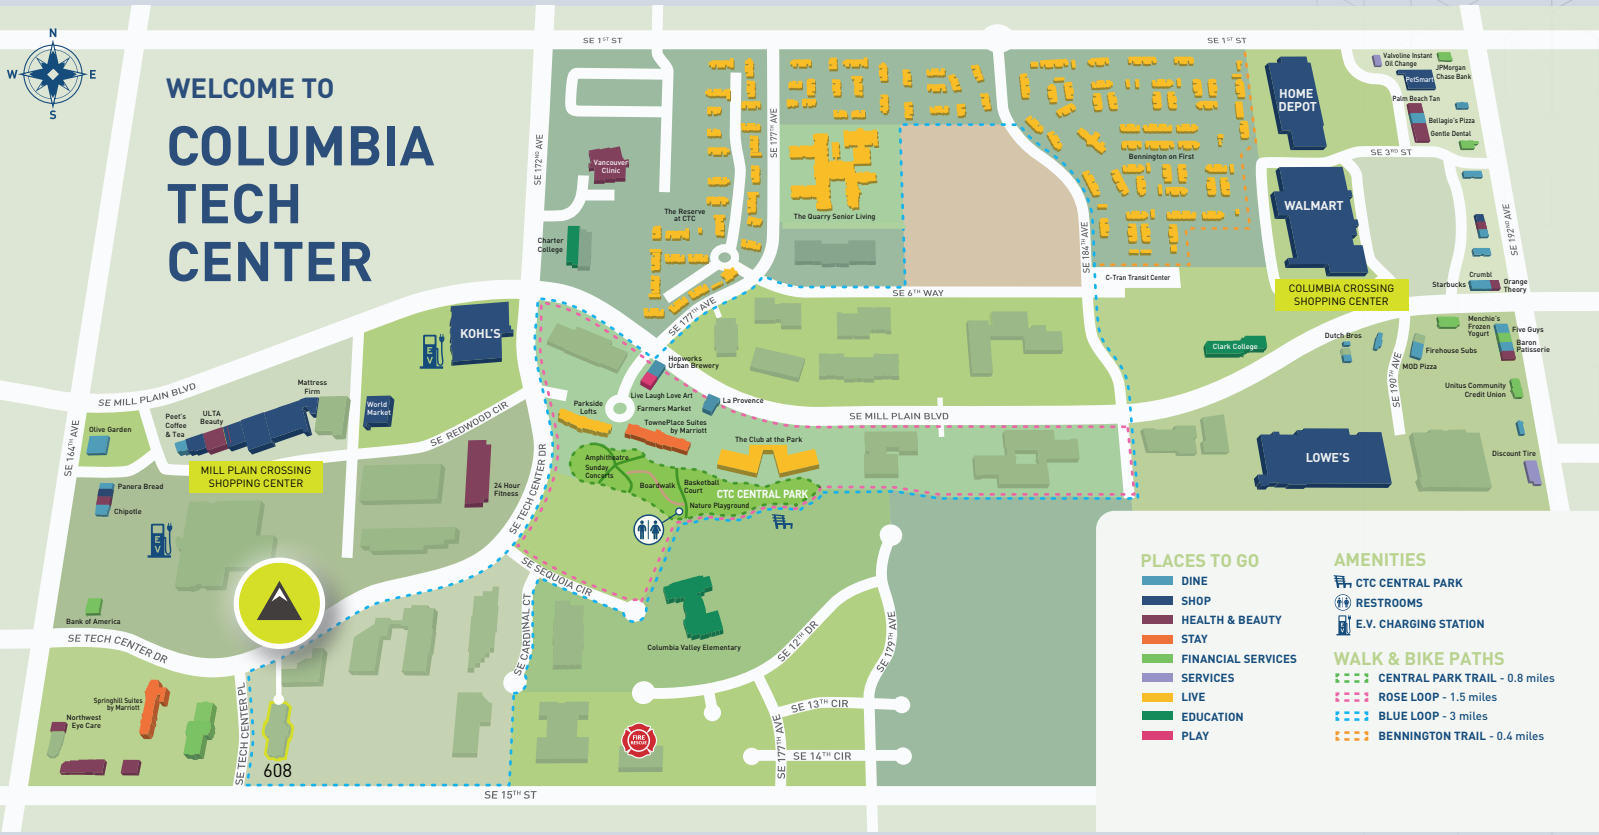 N
W
E
S
WELCOME TO
COLUMBIA
TECH
CENTER
SE 1ST ST
SE 1ST ST
SE 172ND AVE
SE 177TH AVE
Vancouver
Clinic
Charter
College
The Reserve
at CTC
The Quarry Senior Living
Bennington on First
SE 184TH AVE
C-Tran Transit Center
SE 6TH WAY
SE 177TH AVE
HOME
DEPOT
Valvoline Instant
Oil Change
JPMorgan
Chase Bank
PetSmart
Palm Beach Tan
Bellagio's Pizza
Gentle Dental
SE 3RD ST
WALMART
SE 192ND AVE
COLUMBIA CROSSING
SHOPPING CENTER
Crumbl
Starbucks
Orange
Theory
Menchie's
Frozen
Yogurt
Five Guys
Baron
Patisserie
Dutch Bros
Firehouse Subs
MOD Pizza
Clark College
SE 190TH AVE
Unitus Community
Credit Union
Discount Tire
LOWE'S
KOHL'S
EV
SE MILL PLAIN BLVD
Mattress
Firm
World
Market
Peet's
Coffee
& Tea
ULTA
Beauty
Olive Garden
SE 164TH AVE
MILL PLAIN CROSSING
SHOPPING CENTER
SE REDWOOD CIR
Panera Bread
Chipotle
EV
24 Hour
Fitness
SE TECH CENTER DR
Hopworks
Urban Brewery
Live Laugh Love Art
Farmers Market
La Provence
Parkside
Lofts
TownePlace Suites
by Marriott
The Club at the Park
SE MILL PLAIN BLVD
Amphitheatre
Sunday
Concerts
Boardwalk
Basketball
Court
CTC CENTRAL PARK
Nature Playground
SE SEQUOIA CIR
SE CARDINAL CT
Columbia Valley Elementary
SE 12TH DR
SE 179TH AVE
SE 13TH CIR
SE 177TH AVE
SE 14TH CIR
FIRE
RESCUE
Bank of America
SE TECH CENTER DR
Springhill Suites
by Marriott
Northwest
Eye Care
SE TECH CENTER PL
608
SE 15TH ST
PLACES TO GO
DINE
SHOP
HEALTH & BEAUTY
STAY
FINANCIAL SERVICES
SERVICES
LIVE
EDUCATION
PLAY
AMENITIES
CTC CENTRAL PARK
RESTROOMS
E.V. CHARGING STATION
WALK & BIKE PATHS
CENTRAL PARK TRAIL - 0.8 miles
ROSE LOOP - 1.5 miles
BLUE LOOP - 3 miles
BENNINGTON TRAIL - 0.4 miles